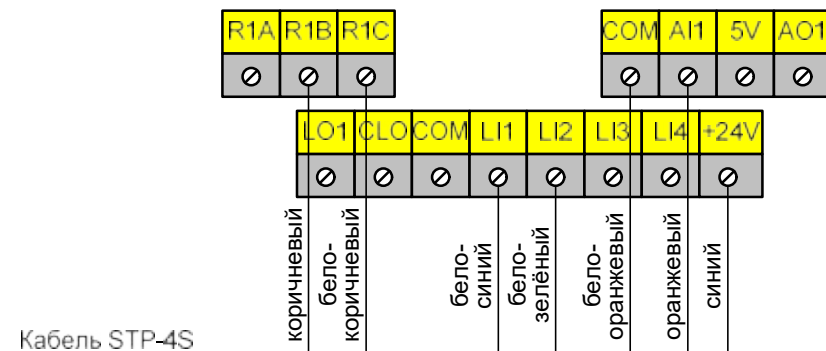 R1A R1B R1C COM AI1 5V AO1
LO1 CLO COM LI1 LI2 LI3 LI4 +24V
коричневый
бело-
коричневый
бело-
синий
бело-
зелёный
бело-
оранжевый
оранжевый
синий
Кабель STP-4S